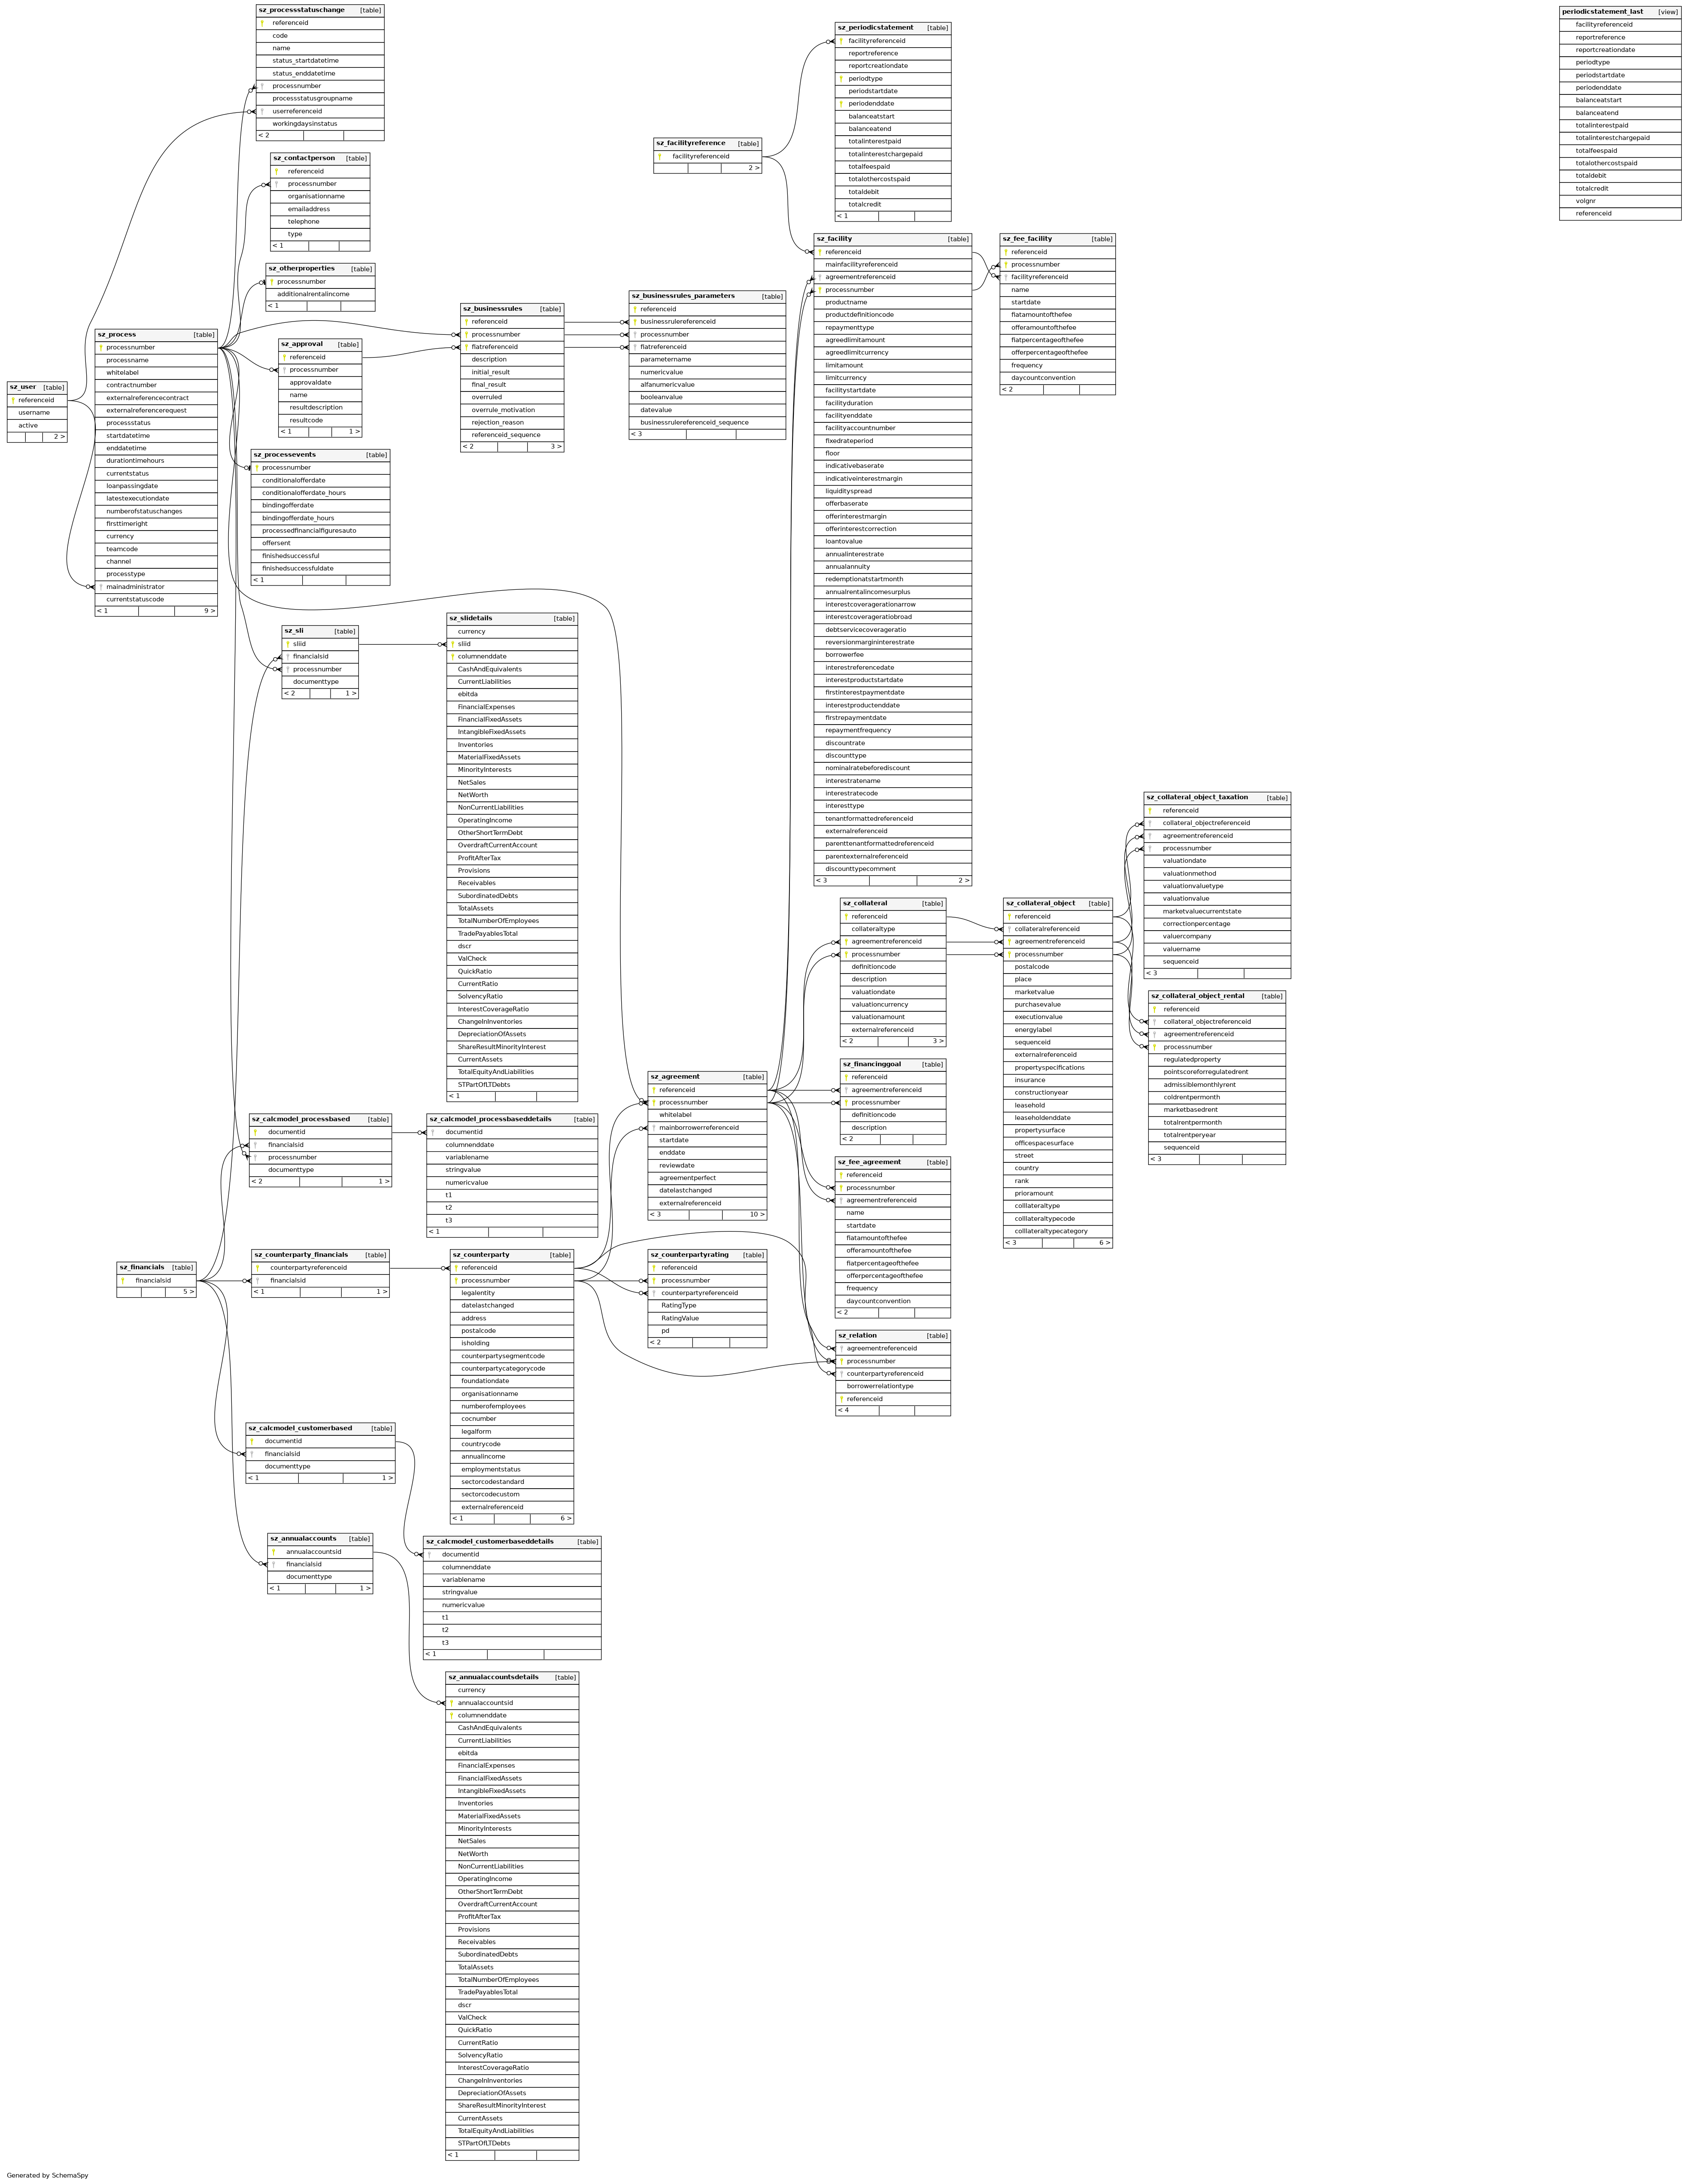 sz_processstatuschange [table]
referenceid
code
name
status_startdatetime
status_enddatetime
processnumber
processstatusgroupname
userreferenceid
workingdaysinstatus
< 2
sz_contactperson [table]
referenceid
processnumber
organisationname
emailaddress
telephone
type
< 1
sz_otherproperties [table]
processnumber
additionalrentalincome
< 1
sz_process [table]
processnumber
processname
whitelabel
contractnumber
externalreferencecontract
externalreferencerequest
processstatus
startdatetime
enddatetime
durationtimehours
currentstatus
loanpassingdate
latestexecutiondate
numberofstatuschanges
firsttimeright
currency
teamcode
channel
processtype
mainadministrator
currentstatuscode
< 1 9 >
sz_user [table]
referenceid
username
active
2 >
sz_approval [table]
referenceid
processnumber
approvaldate
name
resultdescription
resultcode
< 1 1 >
sz_processevents [table]
processnumber
conditionalofferdate
conditionalofferdate_hours
bindingofferdate
bindingofferdate_hours
processedfinancialfiguresauto
offersent
finishedsuccessful
finishedsuccessfuldate
< 1
sz_businessrules [table]
referenceid
processnumber
fiatreferenceid
description
initial_result
final_result
overruled
overrule_motivation
rejection_reason
referenceid_sequence
< 2 3 >
sz_businessrules_parameters [table]
referenceid
businessrulereferenceid
processnumber
fiatreferenceid
parametername
numericvalue
alfanumericvalue
booleanvalue
datevalue
businessrulereferenceid_sequence
< 3
sz_facilityreference [table]
facilityreferenceid
2 >
sz_periodicstatement [table]
facilityreferenceid
reportreference
reportcreationdate
periodtype
periodstartdate
periodenddate
balanceatstart
balanceatend
totalinterestpaid
totalinterestchargepaid
totalfeespaid
totalothercostspaid
totaldebit
totalcredit
< 1
periodicstatement_last [view]
facilityreferenceid
reportreference
reportcreationdate
periodtype
periodstartdate
periodenddate
balanceatstart
balanceatend
totalinterestpaid
totalinterestchargepaid
totalfeespaid
totalothercostspaid
totaldebit
totalcredit
volgnr
referenceid
sz_facility [table]
referenceid
mainfacilityreferenceid
agreementreferenceid
processnumber
productname
productdefinitioncode
repaymenttype
agreedlimitamount
agreedlimitcurrency
limitamount
limitcurrency
facilitystartdate
facilityduration
facilityenddate
facilityaccountnumber
fixedrateperiod
floor
indicativebaserate
indicativeinterestmargin
liquidityspread
offerbaserate
offerinterestmargin
offerinterestcorrection
loantovalue
annualinterestrate
annualannuity
redemptionatstartmonth
annualrentalincomesurplus
interestcoveragerationarrow
interestcoverageratiobroad
debtservicecoverageratio
reversionmargininterestrate
borrowerfee
interestreferencedate
interestproductstartdate
firstinterestpaymentdate
interestproductenddate
firstrepaymentdate
repaymentfrequency
discountrate
discounttype
nominalratebeforediscount
interestratename
interestratecode
interesttype
tenantformattedreferenceid
externalreferenceid
parenttenantformattedreferenceid
parentexternalreferenceid
discounttypecomment
< 3 2 >
sz_fee_facility [table]
referenceid
processnumber
facilityreferenceid
name
startdate
fiatamountofthefee
offeramountofthefee
fiatpercentageofthefee
offerpercentageofthefee
frequency
daycountconvention
< 2
sz_sli [table]
sliid
financialsid
processnumber
documenttype
< 2 1 >
sz_slidetails [table]
currency
sliid
columnenddate
CashAndEquivalents
CurrentLiabilities
ebitda
FinancialExpenses
FinancialFixedAssets
IntangibleFixedAssets
Inventories
MaterialFixedAssets
MinorityInterests
NetSales
NetWorth
NonCurrentLiabilities
OperatingIncome
OtherShortTermDebt
OverdraftCurrentAccount
ProfitAfterTax
Provisions
Receivables
SubordinatedDebts
TotalAssets
TotalNumberOfEmployees
TradePayablesTotal
dscr
ValCheck
QuickRatio
CurrentRatio
SolvencyRatio
InterestCoverageRatio
ChangeInInventories
DepreciationOfAssets
ShareResultMinorityInterest
CurrentAssets
TotalEquityAndLiabilities
STPartOfLTDebts
< 1
sz_collateral_object_taxation [table]
referenceid
collateral_objectreferenceid
agreementreferenceid
processnumber
valuationdate
valuationmethod
valuationvaluetype
valuationvalue
marketvaluecurrentstate
correctionpercentage
valuercompany
valuername
sequenceid
< 3
sz_collateral [table]
referenceid
collateraltype
agreementreferenceid
processnumber
definitioncode
description
valuationdate
valuationcurrency
valuationamount
externalreferenceid
< 2 3 >
sz_collateral_object [table]
referenceid
collateralreferenceid
agreementreferenceid
processnumber
postalcode
place
marketvalue
purchasevalue
executionvalue
energylabel
sequenceid
externalreferenceid
propertyspecifications
insurance
constructionyear
leasehold
leaseholdenddate
propertysurface
officespacesurface
street
country
rank
prioramount
colllateraltype
colllateraltypecode
colllateraltypecategory
< 3 6 >
sz_collateral_object_rental [table]
referenceid
collateral_objectreferenceid
agreementreferenceid
processnumber
regulatedproperty
pointscoreforregulatedrent
admissiblemonthlyrent
coldrentpermonth
marketbasedrent
totalrentpermonth
totalrentperyear
sequenceid
< 3
sz_financinggoal [table]
referenceid
agreementreferenceid
processnumber
definitioncode
description
< 2
sz_agreement [table]
referenceid
processnumber
whitelabel
mainborrowerreferenceid
startdate
enddate
reviewdate
agreementperfect
datelastchanged
externalreferenceid
< 3 10 >
sz_calcmodel_processbased [table]
documentid
financialsid
processnumber
documenttype
< 2 1 >
sz_calcmodel_processbaseddetails [table]
documentid
columnenddate
variablename
stringvalue
numericvalue
t1
t2
t3
< 1
sz_fee_agreement [table]
referenceid
processnumber
agreementreferenceid
name
startdate
fiatamountofthefee
offeramountofthefee
fiatpercentageofthefee
offerpercentageofthefee
frequency
daycountconvention
< 2
sz_financials [table]
financialsid
5 >
sz_counterparty_financials [table]
counterpartyreferenceid
financialsid
< 1 1 >
sz_counterparty [table]
referenceid
processnumber
legalentity
datelastchanged
address
postalcode
isholding
counterpartysegmentcode
counterpartycategorycode
foundationdate
organisationname
numberofemployees
cocnumber
legalform
countrycode
annualincome
employmentstatus
sectorcodestandard
sectorcodecustom
externalreferenceid
< 1 6 >
sz_counterpartyrating [table]
referenceid
processnumber
counterpartyreferenceid
RatingType
RatingValue
pd
< 2
sz_relation [table]
agreementreferenceid
processnumber
counterpartyreferenceid
borrowerrelationtype
referenceid
< 4
sz_calcmodel_customerbased [table]
documentid
financialsid
documenttype
< 1 1 >
sz_annualaccounts [table]
annualaccountsid
financialsid
documenttype
< 1 1 >
sz_calcmodel_customerbaseddetails [table]
documentid
columnenddate
variablename
stringvalue
numericvalue
t1
t2
t3
< 1
sz_annualaccountsdetails [table]
currency
annualaccountsid
columnenddate
CashAndEquivalents
CurrentLiabilities
ebitda
FinancialExpenses
FinancialFixedAssets
IntangibleFixedAssets
Inventories
MaterialFixedAssets
MinorityInterests
NetSales
NetWorth
NonCurrentLiabilities
OperatingIncome
OtherShortTermDebt
OverdraftCurrentAccount
ProfitAfterTax
Provisions
Receivables
SubordinatedDebts
TotalAssets
TotalNumberOfEmployees
TradePayablesTotal
dscr
ValCheck
QuickRatio
CurrentRatio
SolvencyRatio
InterestCoverageRatio
ChangeInInventories
DepreciationOfAssets
ShareResultMinorityInterest
CurrentAssets
TotalEquityAndLiabilities
STPartOfLTDebts
< 1
Generated by SchemaSpy